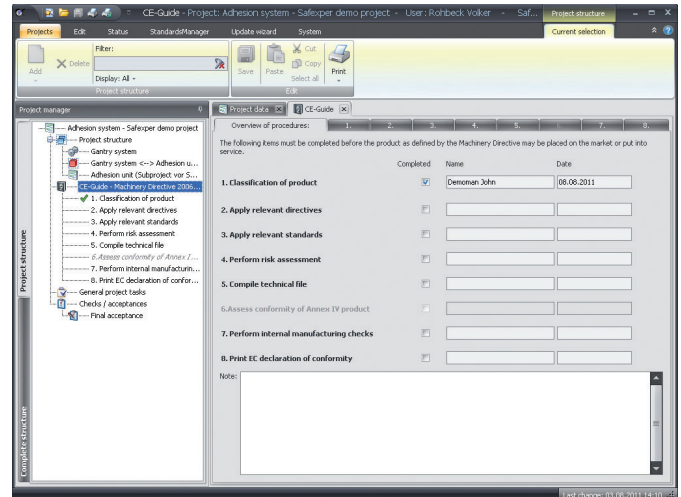 CE-Guide - Project: Adhesion system - Safexper demo project - User: Rohbeck Volker - Saf... Project structure
Projects Edit Status StandardsManager Update wizard System Current selection
Add
Delete
Filter:
Display: All
Project structure
Save
Paste
Cut
Copy
Select all
Print
Edit
Project manager
Project data CE-Guide
Adhesion system - Safexper demo project
Project structure
Gantry system
Gantry system <--> Adhesion u...
Adhesion unit (Subproject vor S...
CE-Guide - Machinery Directive 2006...
1. Classification of product
2. Apply relevant directives
3. Apply relevant standards
4. Perform risk assessment
5. Compile technical file
6.Assess conformity of Annex I...
7. Perform internal manufacturin...
8. Print EC declaration of confor...
General project tasks
Checks / acceptances
Final acceptance
Project structure
Complete structure
Overview of procedures: 1. 2. 3. 4. 5. 7. 8.
The following items must be completed before the product as defined by the Machinery Directive may be placed on the market or put into
service.
Completed Name Date
1. Classification of product Demoman John 08.08.2011
2. Apply relevant directives
3. Apply relevant standards
4. Perform risk assessment
5. Compile technical file
6.Assess conformity of Annex IV product
7. Perform internal manufacturing checks
8. Print EC declaration of conformity
Note:
Last change: 03.08.2011 14:10